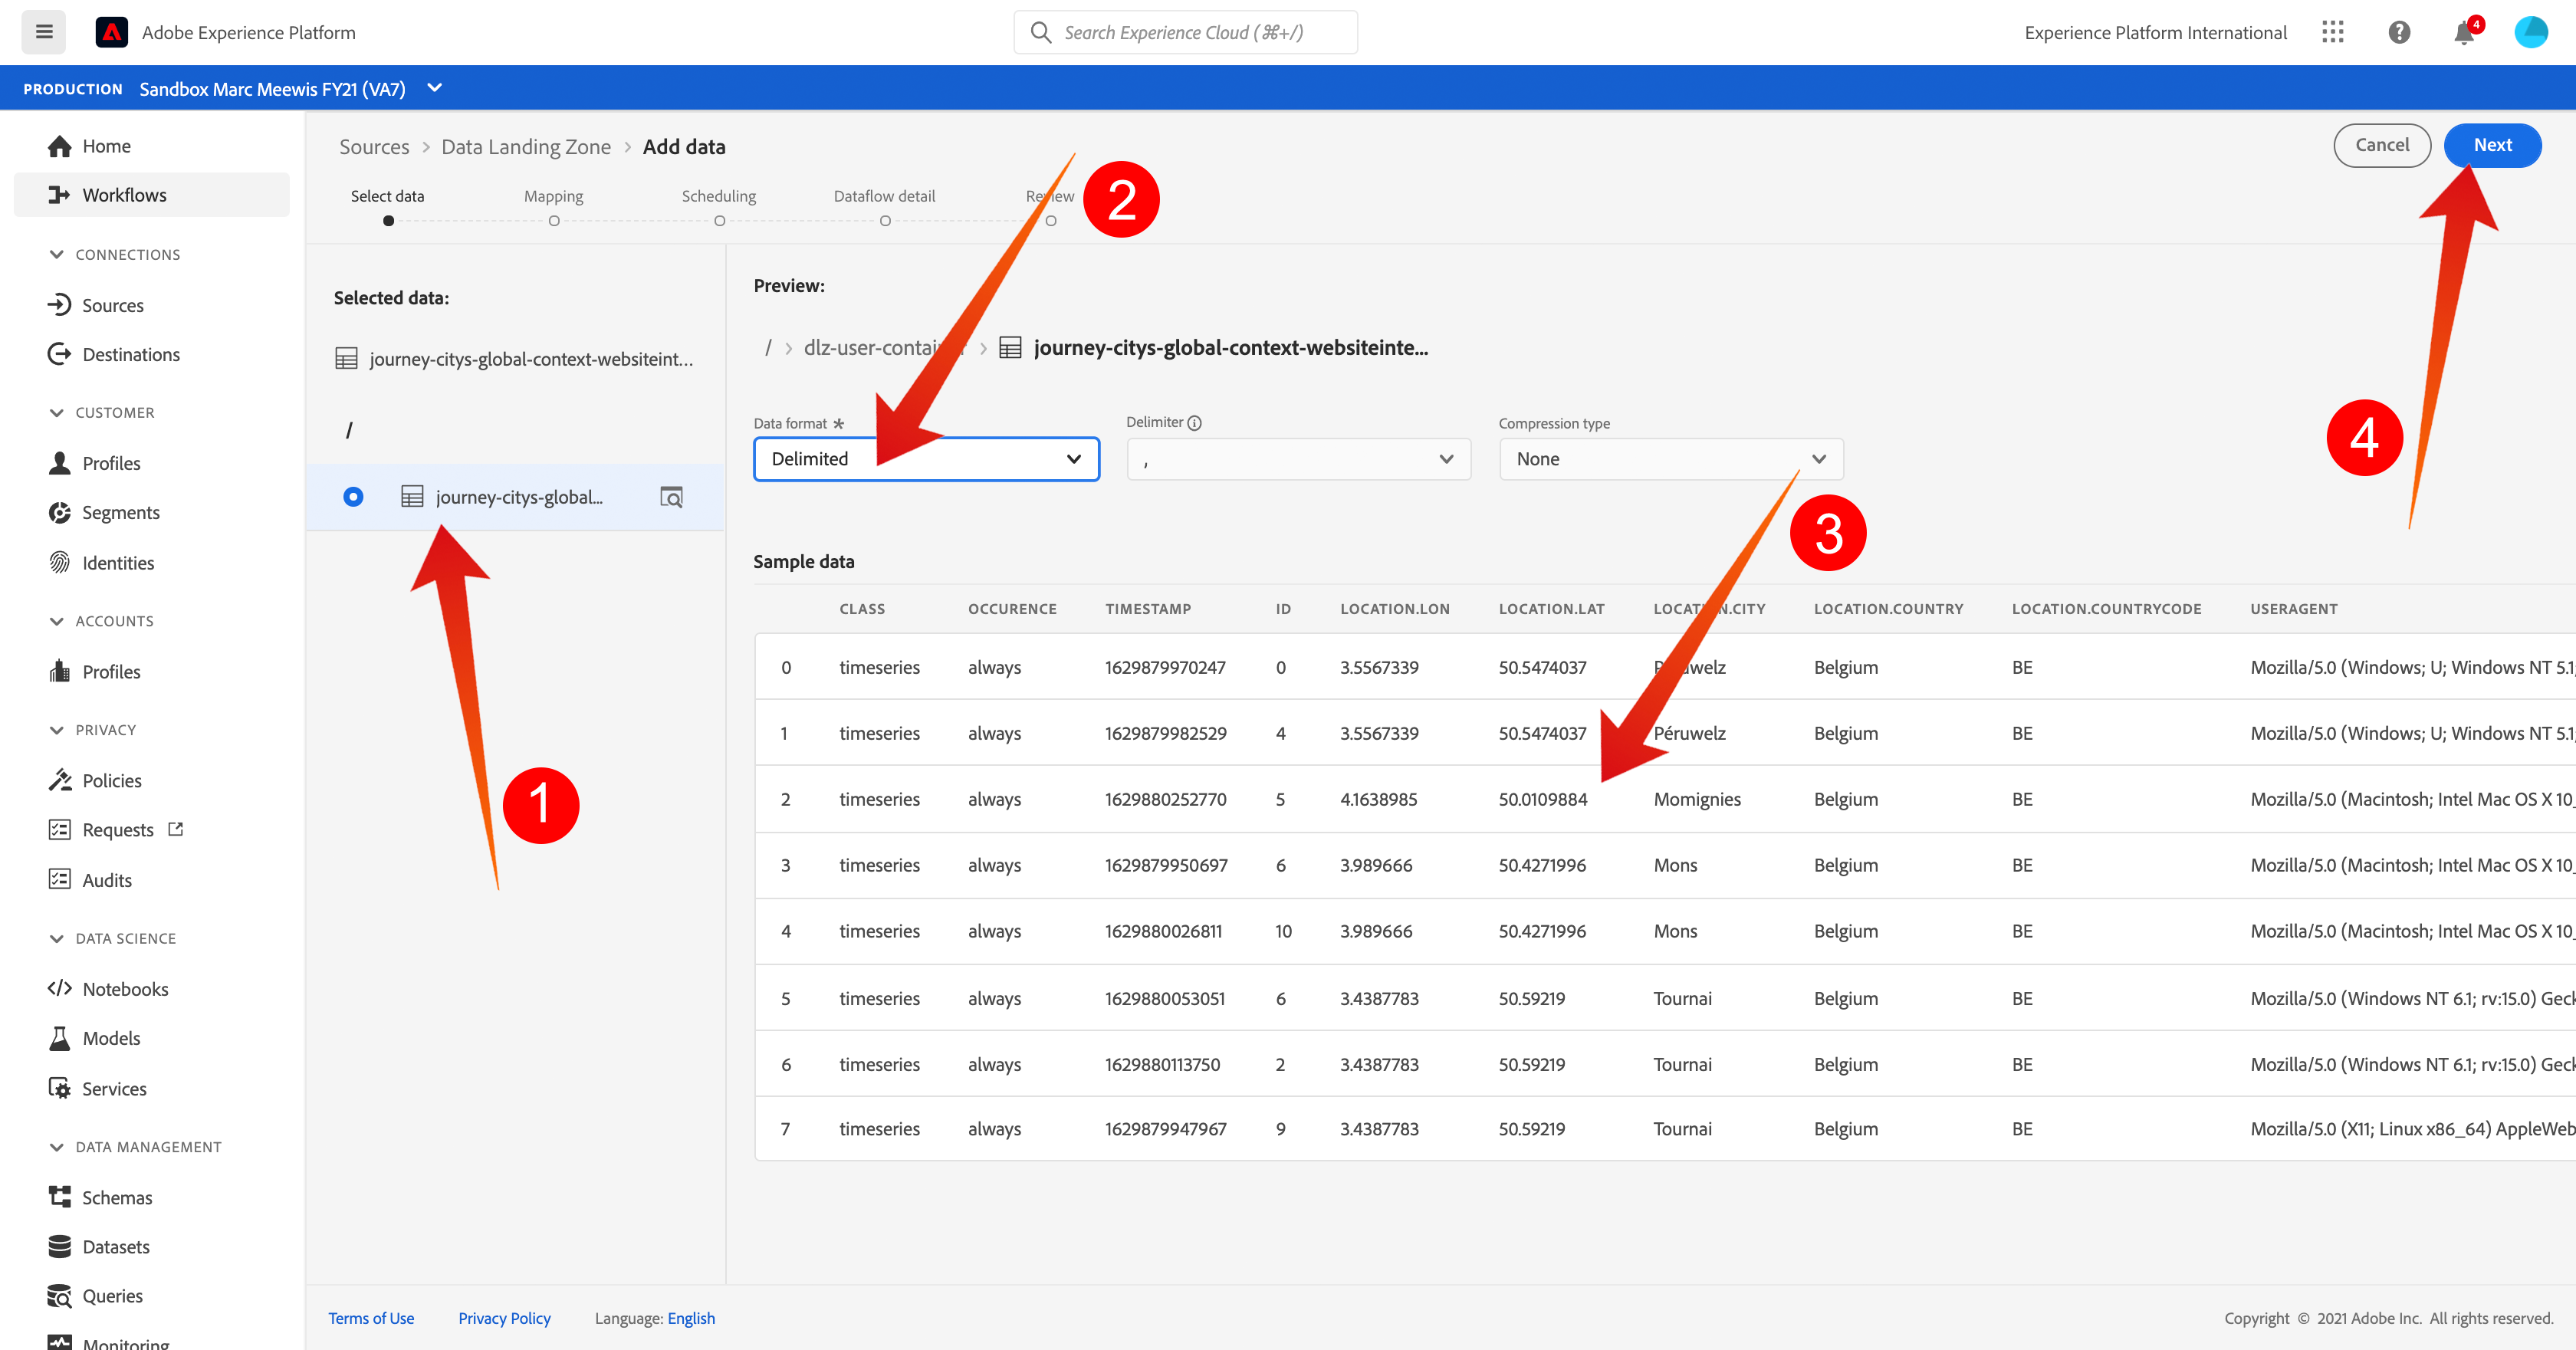 Adobe Experience Platform
Search Experience Cloud (⌘+/)
Experience Platform International
4
PRODUCTION Sandbox Marc Meewis FY21 (VA7)
Home
Workflows
CONNECTIONS
Sources
Destinations
CUSTOMER
Profiles
Segments
Identities
ACCOUNTS
Profiles
PRIVACY
Policies
Requests
Audits
DATA SCIENCE
Notebooks
Models
Services
DATA MANAGEMENT
Schemas
Datasets
Queries
Monitoring
Sources > Data Landing Zone > Add data
Cancel
Next
Select data
Mapping
Scheduling
Dataflow detail
Review
2
4
Selected data:
journey-citys-global-context-websiteint...
/
journey-citys-global...
1
Preview:
/ > dlz-user-container > journey-citys-global-context-websiteinte...
Data format *
Delimited
Delimiter
,
Compression type
None
3
Sample data
CLASS OCCURENCE TIMESTAMP ID LOCATION.LON LOCATION.LAT LOCATION.CITY LOCATION.COUNTRY LOCATION.COUNTRYCODE USERAGENT
0 timeseries always 1629879970247 0 3.5567339 50.5474037 Péruwelz Belgium BE Mozilla/5.0 (Windows; U; Windows NT 5.1;
1 timeseries always 1629879982529 4 3.5567339 50.5474037 Péruwelz Belgium BE Mozilla/5.0 (Windows; U; Windows NT 5.1;
2 timeseries always 1629880252770 5 4.1638985 50.0109884 Momignies Belgium BE Mozilla/5.0 (Macintosh; Intel Mac OS X 10_
3 timeseries always 1629879950697 6 3.989666 50.4271996 Mons Belgium BE Mozilla/5.0 (Macintosh; Intel Mac OS X 10_
4 timeseries always 1629880026811 10 3.989666 50.4271996 Mons Belgium BE Mozilla/5.0 (Macintosh; Intel Mac OS X 10_
5 timeseries always 1629880053051 6 3.4387783 50.59219 Tournai Belgium BE Mozilla/5.0 (Windows NT 6.1; rv:15.0) Geck
6 timeseries always 1629880113750 2 3.4387783 50.59219 Tournai Belgium BE Mozilla/5.0 (Windows NT 6.1; rv:15.0) Geck
7 timeseries always 1629879947967 9 3.4387783 50.59219 Tournai Belgium BE Mozilla/5.0 (X11; Linux x86_64) AppleWeb
Terms of Use
Privacy Policy
Language: English
Copyright © 2021 Adobe Inc. All rights reserved.